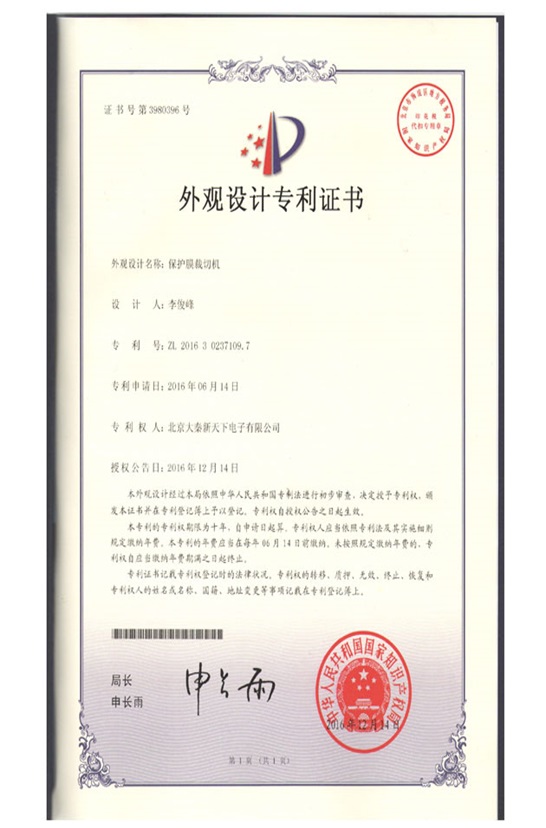 证书号第3980396号
外观设计专利证书
外观设计名称：保护膜裁切机
设计人：李俊峰
专利号：ZL 2016 3 0237109.7
专利申请日：2016年06月14日
专利权人：北京大秦新天下电子有限公司
授权公告日：2016年12月14日
本外观设计经过本局依照中华人民共和国专利法进行初步审查，决定授予专利权，颁
发本证书并在专利登记簿上予以登记。专利权自授权公告之日起生效。
本专利的专利权期限为十年，自申请日起算。专利权人应当依照专利法及其实施细则
规定缴纳年费。本专利的年费应当在每年06月14日前缴纳。未按照规定缴纳年费的，专
利权自应当缴纳年费期满之日起终止。
专利证书记载专利权登记时的法律状况。专利权的转移、质押、无效、终止、恢复和
专利权人的姓名或名称、国籍、地址变更等事项记载在专利登记簿上。
局长
申长雨
申长雨
中华人民共和国国家知识产权局
2016年12月14日
第1页（共1页）